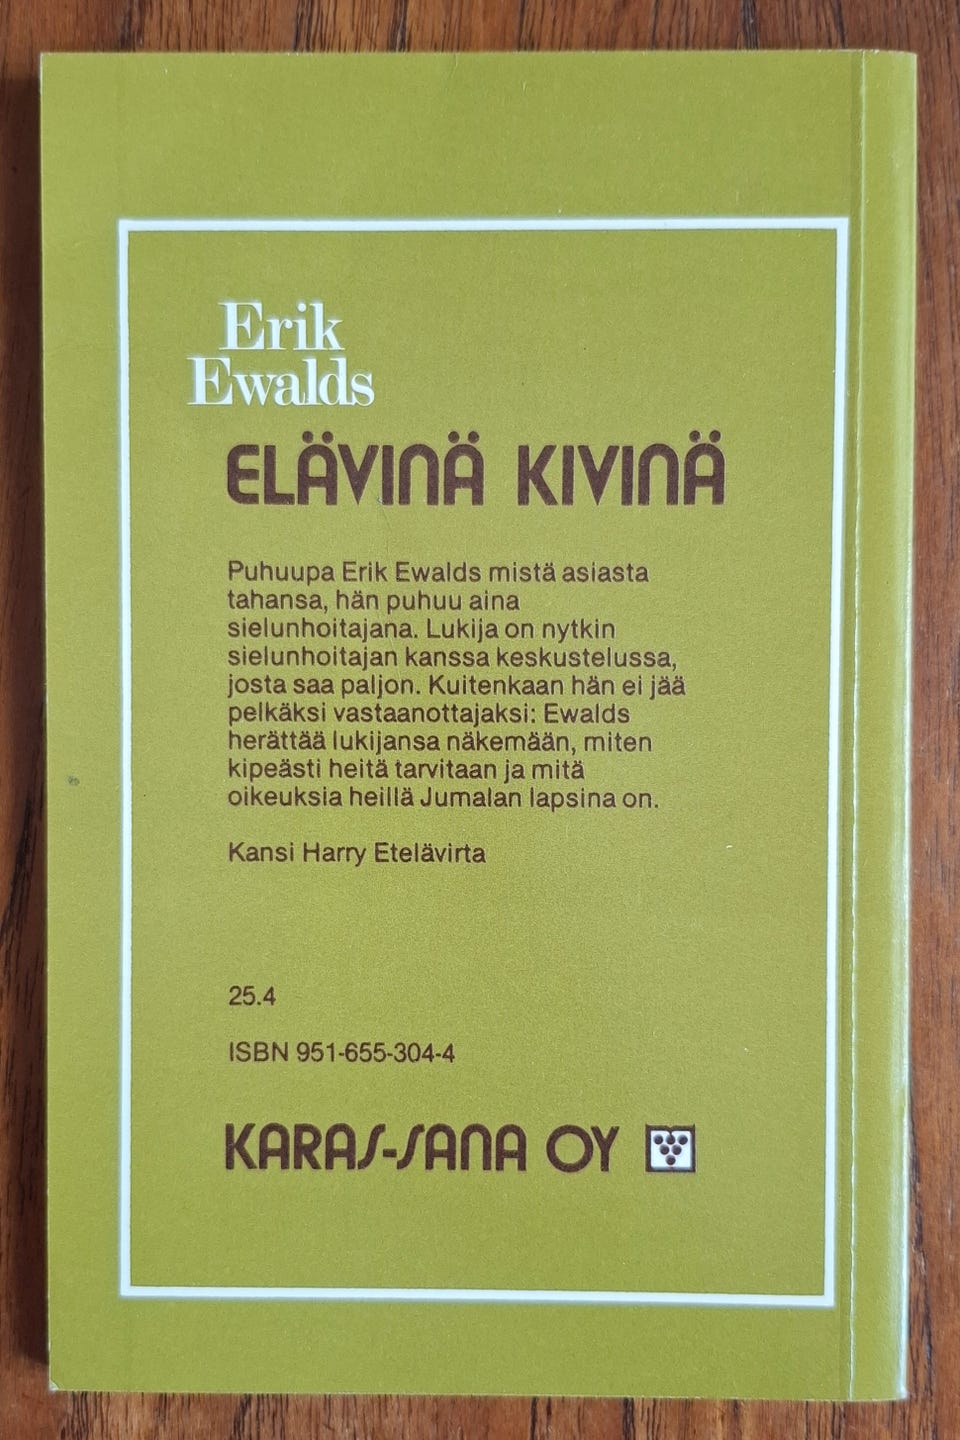 Erik
Ewalds
ELÄVINÄ KIVINÄ
Puhuupa Erik Ewalds mistä asiasta
tahansa, hän puhuu aina
sielunhoitajana. Lukija on nytkin
sielunhoitajan kanssa keskustelussa,
josta saa paljon. Kuitenkaan hän ei jää
pelkäksi vastaanottajaksi: Ewalds
herättää lukijansa näkemään, miten
kipeästi heitä tarvitaan ja mitä
oikeuksia heillä Jumalan lapsina on.
Kansi Harry Etelävirta
25.4
ISBN 951-655-304-4
KARAS-SANA OY